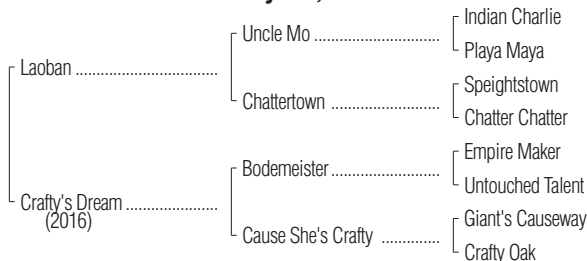 Indian Charlie
Uncle Mo
Playa Maya
Laoban
Speightstown
Chattertown
Chatter Chatter
Empire Maker
Bodemeister
Untouched Talent
Crafty's Dream
(2016)
Giant's Causeway
Cause She's Crafty
Crafty Oak